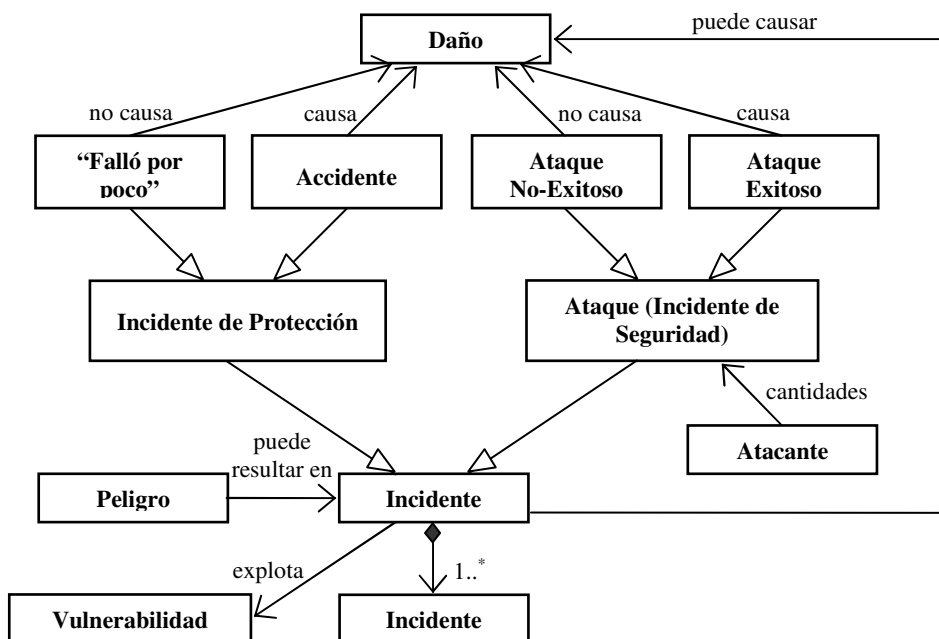 puede causar
Daño
no causa
causa
no causa
causa
“Falló por
poco”
Accidente
Ataque
No-Exitoso
Ataque
Exitoso
Incidente de Protección
Ataque (Incidente de
Seguridad)
cantidades
Atacante
puede
resultar en
Peligro
Incidente
explota
1..*
Vulnerabilidad
Incidente